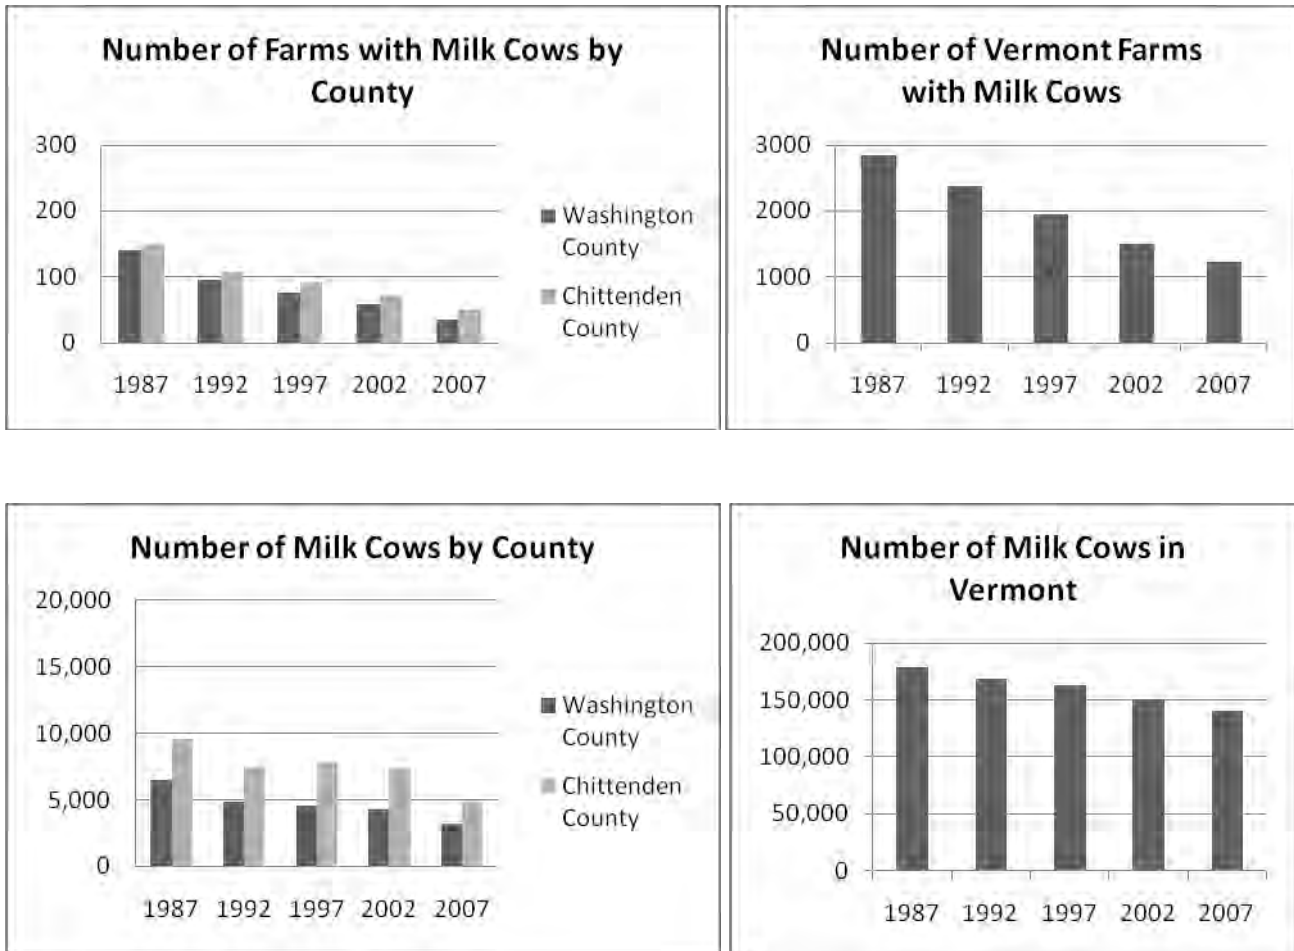 Number of Farms with Milk Cows by
County
300
200
100
0
1987 1992 1997 2002 2007
Washington
County
Chittenden
County
Number of Vermont Farms
with Milk Cows
3000
2000
1000
0
1987 1992 1997 2002 2007
Number of Milk Cows by County
20,000
15,000
10,000
5,000
0
1987 1992 1997 2002 2007
Washington
County
Chittenden
County
Number of Milk Cows in
Vermont
200,000
150,000
100,000
50,000
0
1987 1992 1997 2002 2007